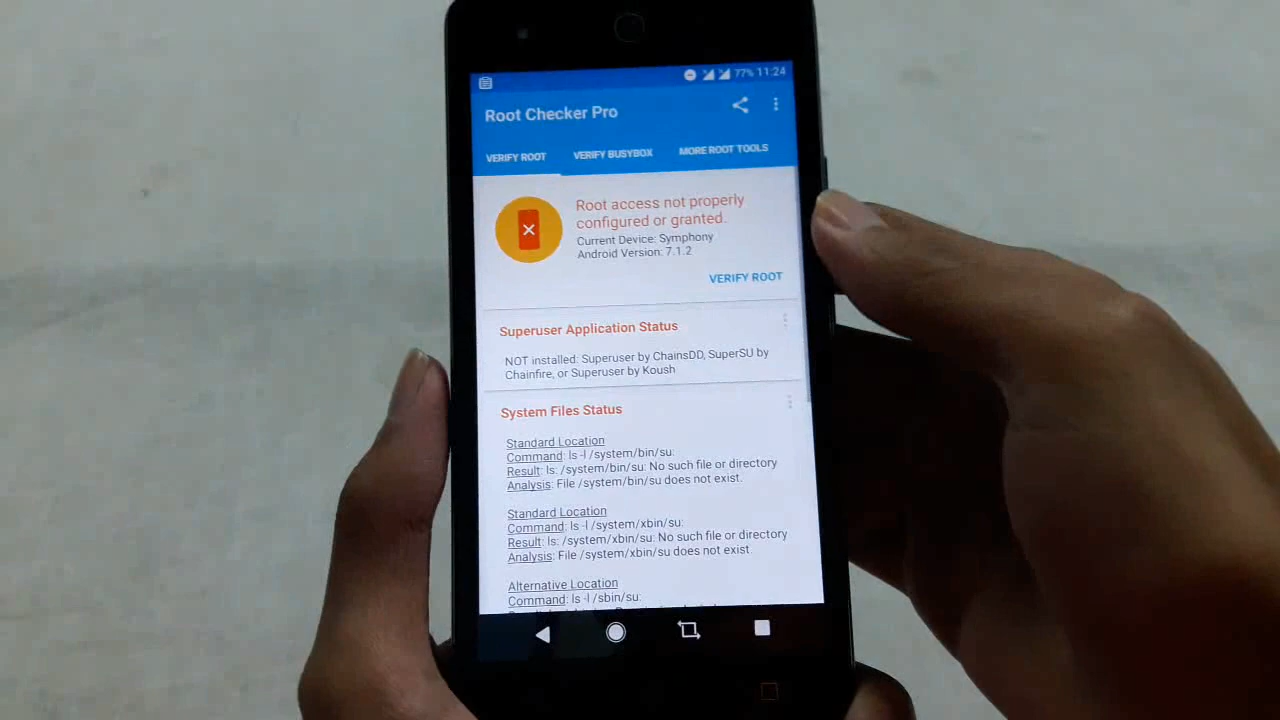 77% 11:24
Root Checker Pro
VERIFY ROOT VERIFY BUSYBOX MORE ROOT TOOLS
Root access not properly
configured or granted.
Current Device: Symphony
Android Version: 7.1.2
VERIFY ROOT
Superuser Application Status
NOT installed: Superuser by ChainsDD, SuperSU by
Chainfire, or Superuser by Koush
System Files Status
Standard Location
Command: ls -l /system/bin/su:
Result: ls: /system/bin/su: No such file or directory
Analysis: File /system/bin/su does not exist.
Standard Location
Command: ls -l /system/xbin/su:
Result: ls: /system/xbin/su: No such file or directory
Analysis: File /system/xbin/su does not exist.
Alternative Location
Command: ls -l /sbin/su: